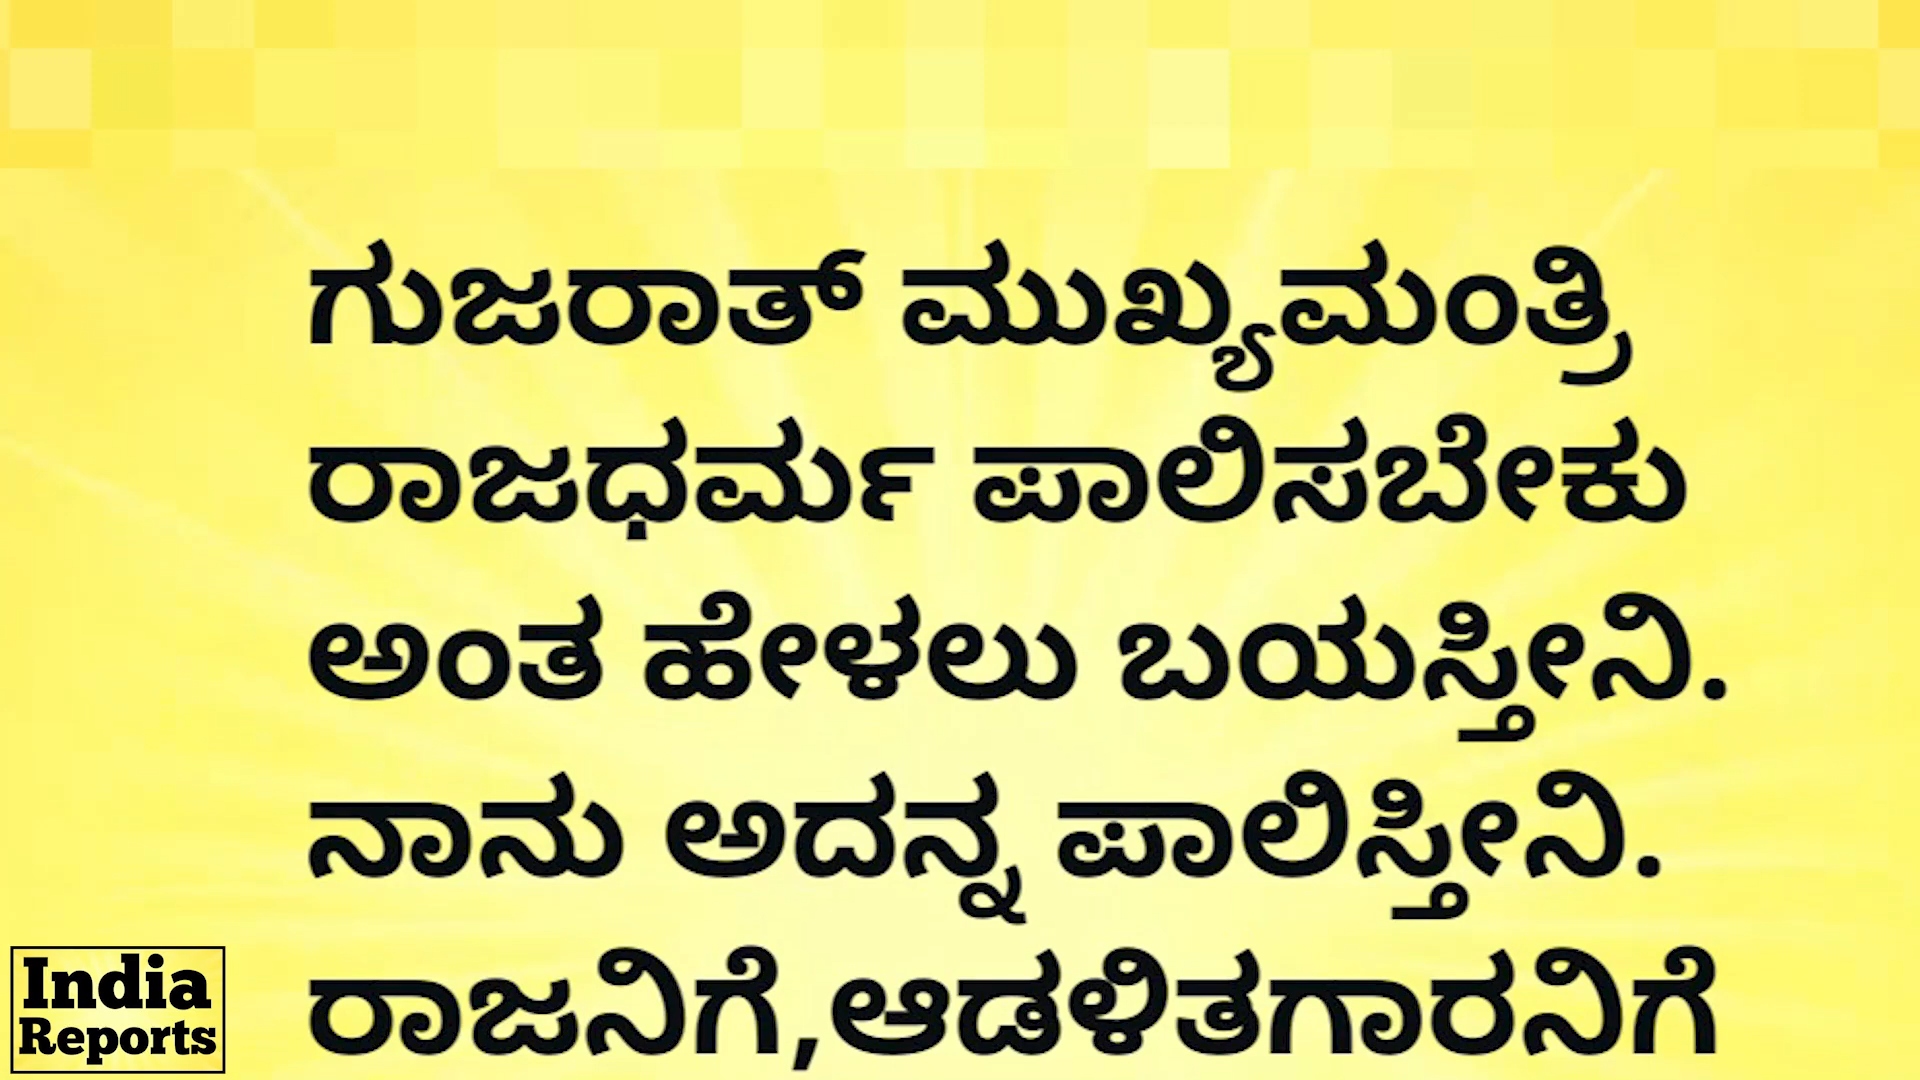 ಗುಜರಾತ್ ಮುಖ್ಯಮಂತ್ರಿ
ರಾಜಧರ್ಮ ಪಾಲಿಸಬೇಕು
ಅಂತ ಹೇಳಲು ಬಯಸ್ತೀನಿ.
ನಾನು ಅದನ್ನ ಪಾಲಿಸ್ತೀನಿ.
ರಾಜನಿಗೆ,ಆಡಳಿತಗಾರನಿಗೆ
India
Reports